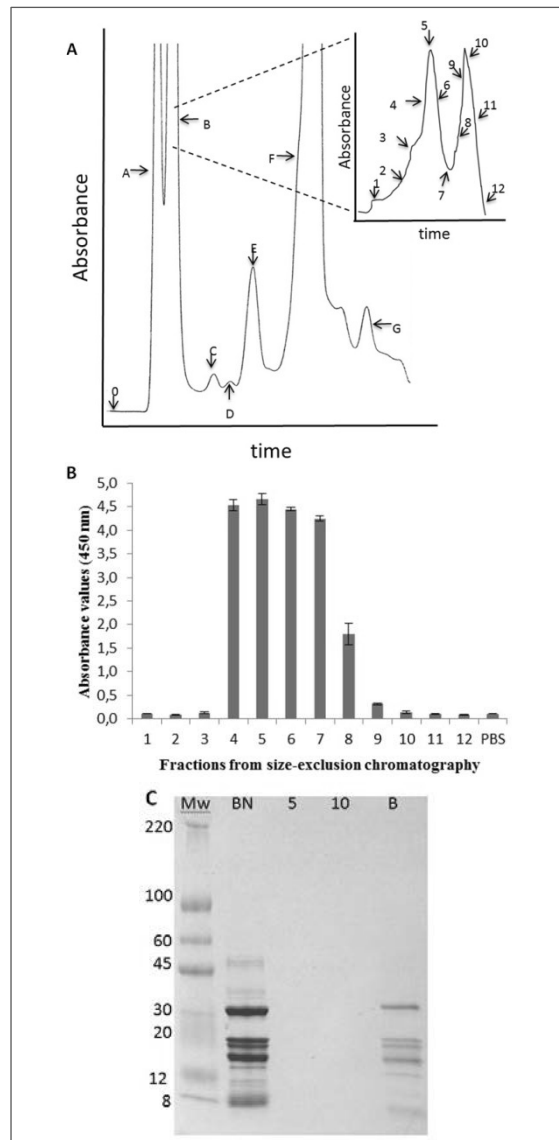 A
Absorbance
A
B
C
D
E
F
G
0
time
Absorbance
1
2
3
4
5
6
7
8
9
10
11
12
time
B
Absorbance values (450 nm)
5,0
4,5
4,0
3,5
3,0
2,5
2,0
1,5
1,0
0,5
0,0
1 2 3 4 5 6 7 8 9 10 11 12 PBS
Fractions from size-exclusion chromatography
C
Mw BN 5 10 B
220
100
60
45
30
20
12
8